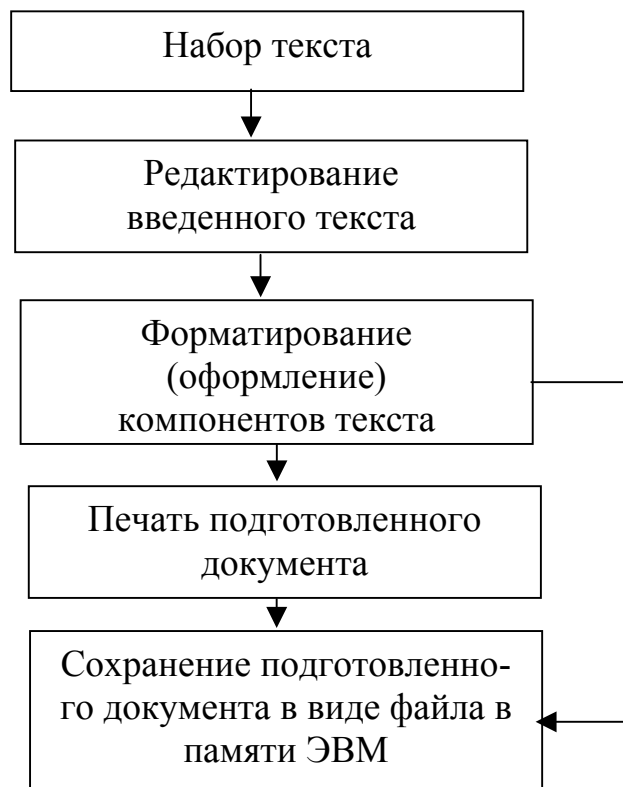 Набор текста
Редактирование
введенного текста
Форматирование
(оформление)
компонентов текста
Печать подготовленного
документа
Сохранение подготовленно-
го документа в виде файла в
памяти ЭВМ